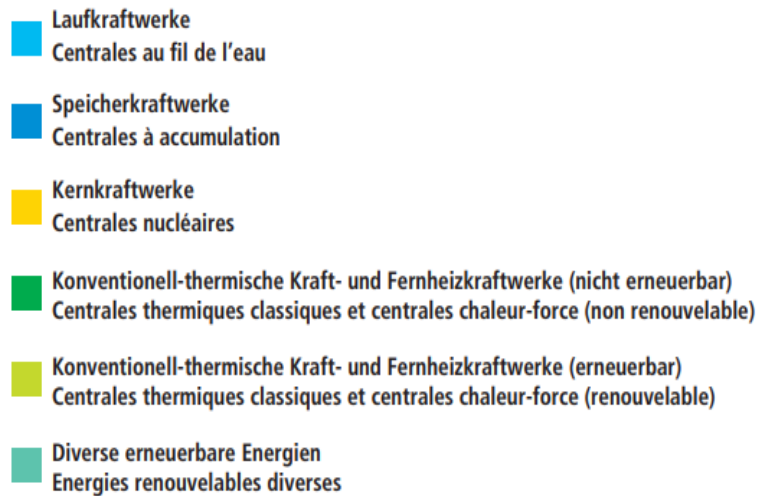 Laufkraftwerke
Centrales au fil de l’eau
Speicherkraftwerke
Centrales à accumulation
Kernkraftwerke
Centrales nucléaires
Konventionell-thermische Kraft- und Fernheizkraftwerke (nicht erneuerbar)
Centrales thermiques classiques et centrales chaleur-force (non renouvelable)
Konventionell-thermische Kraft- und Fernheizkraftwerke (erneuerbar)
Centrales thermiques classiques et centrales chaleur-force (renouvelable)
Diverse erneuerbare Energien
Energies renouvelables diverses